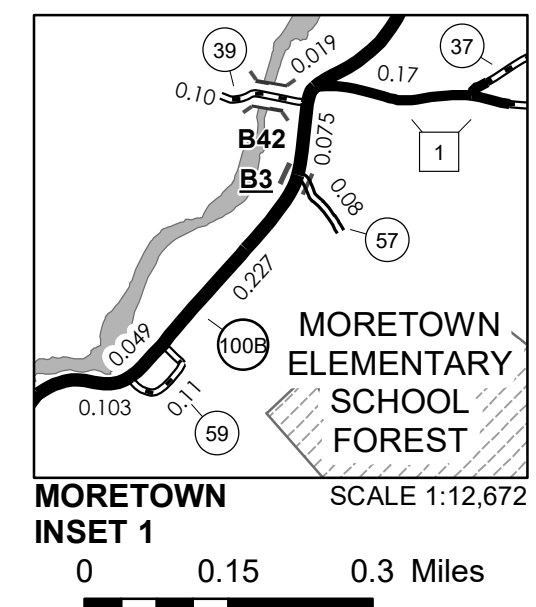 39
37
0.019
0.17
0.10
B42
0.075
1
B3
0.08
57
0.227
MORETOWN
100B
ELEMENTARY
0.049
SCHOOL
0.103
0.11
59
FOREST
MORETOWN SCALE 1:12,672
INSET 1
0 0.15 0.3 Miles